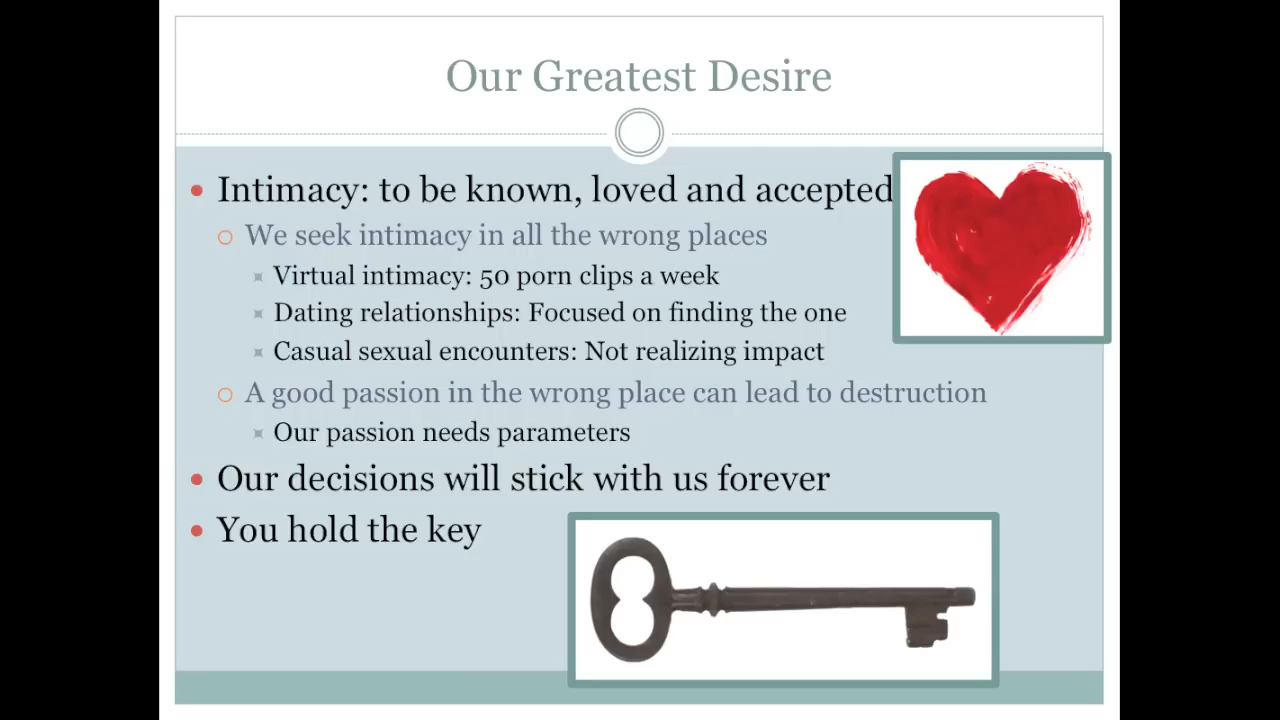 Our Greatest Desire
Intimacy: to be known, loved and accepted
We seek intimacy in all the wrong places
Virtual intimacy: 50 porn clips a week
Dating relationships: Focused on finding the one
Casual sexual encounters: Not realizing impact
A good passion in the wrong place can lead to destruction
Our passion needs parameters
Our decisions will stick with us forever
You hold the key